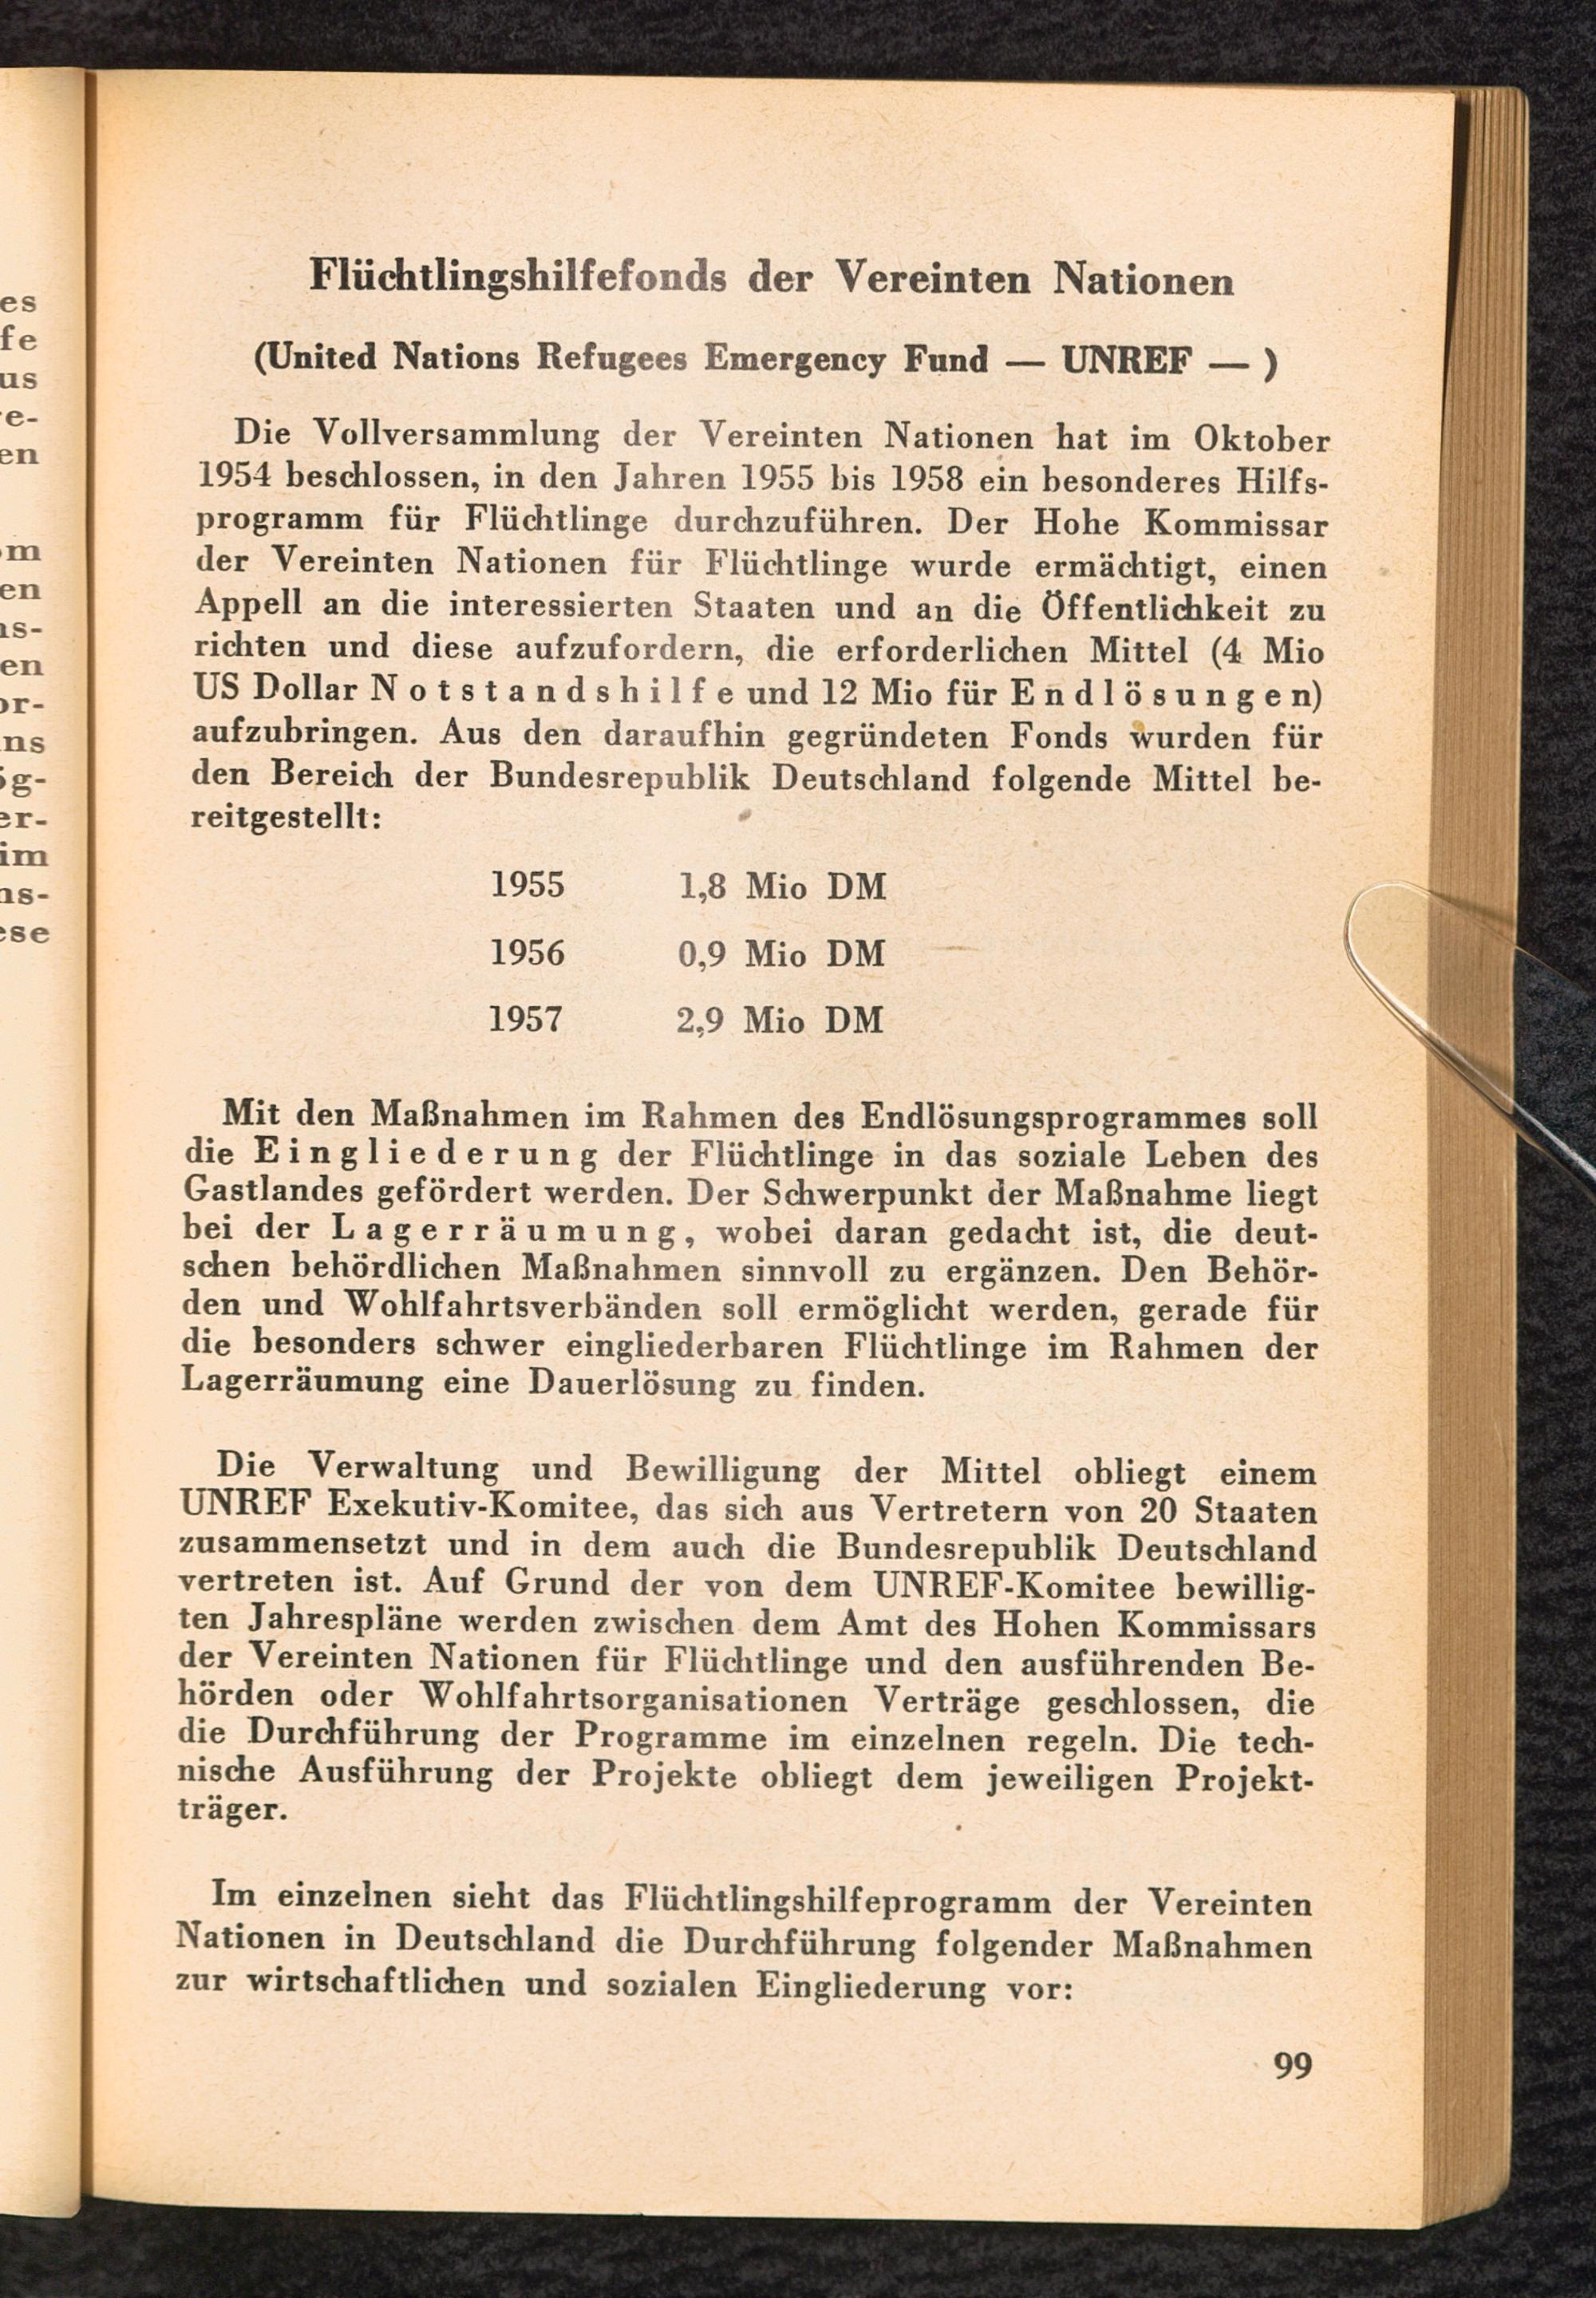 Flüchtlingshilfefonds der Vereinten Nationen
(United Nations Refugees Emergency Fund — UNREF — )
Die Vollversammlung der Vereinten Nationen hat im Oktober
1954 beschlossen, in den Jahren 1955 bis 1958 ein besonderes Hilfs-
programm für Flüchtlinge durchzuführen. Der Hohe Kommissar
der Vereinten Nationen für Flüchtlinge wurde ermächtigt, einen
Appell an die interessierten Staaten und an die Öffentlichkeit zu
richten und diese aufzufordern, die erforderlichen Mittel (4 Mio
US Dollar Notstandshilfe und 12 Mio für Endlösungen)
aufzubringen. Aus den daraufhin gegründeten Fonds wurden für
den Bereich der Bundesrepublik Deutschland folgende Mittel be-
reitgestellt:
1955 1,8 Mio DM
1956 0,9 Mio DM
1957 2,9 Mio DM
Mit den Maßnahmen im Rahmen des Endlösungsprogrammes soll
die Eingliederung der Flüchtlinge in das soziale Leben des
Gastlandes gefördert werden. Der Schwerpunkt der Maßnahme liegt
bei der Lagerräumung, wobei daran gedacht ist, die deut-
schen behördlichen Maßnahmen sinnvoll zu ergänzen. Den Behör-
den und Wohlfahrtsverbänden soll ermöglicht werden, gerade für
die besonders schwer eingliederbaren Flüchtlinge im Rahmen der
Lagerräumung eine Dauerlösung zu finden.
Die Verwaltung und Bewilligung der Mittel obliegt einem
UNREF Exekutiv-Komitee, das sich aus Vertretern von 20 Staaten
zusammensetzt und in dem auch die Bundesrepublik Deutschland
vertreten ist. Auf Grund der von dem UNREF-Komitee bewillig-
ten Jahrespläne werden zwischen dem Amt des Hohen Kommissars
der Vereinten Nationen für Flüchtlinge und den ausführenden Be-
hörden oder Wohlfahrtsorganisationen Verträge geschlossen, die
die Durchführung der Programme im einzelnen regeln. Die tech-
nische Ausführung der Projekte obliegt dem jeweiligen Projekt-
träger.
Im einzelnen sieht das Flüchtlingshilfeprogramm der Vereinten
Nationen in Deutschland die Durchführung folgender Maßnahmen
zur wirtschaftlichen und sozialen Eingliederung vor:
99